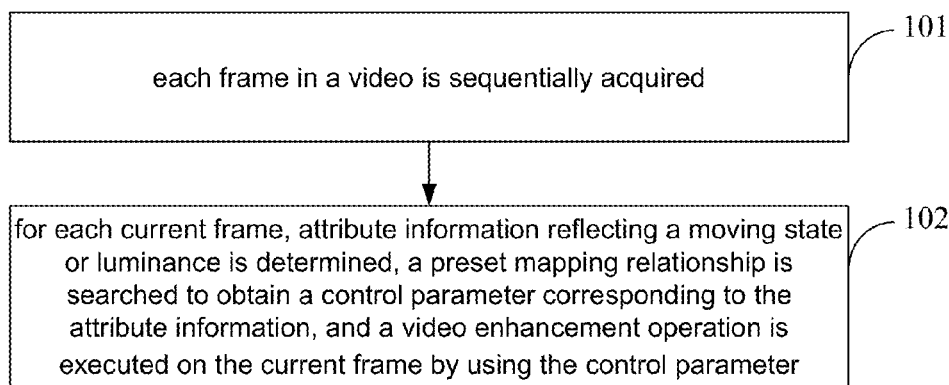 101
each frame in a video is sequentially acquired
102
for each current frame, attribute information reflecting a moving state
or luminance is determined, a preset mapping relationship is
searched to obtain a control parameter corresponding to the
attribute information, and a video enhancement operation is
executed on the current frame by using the control parameter